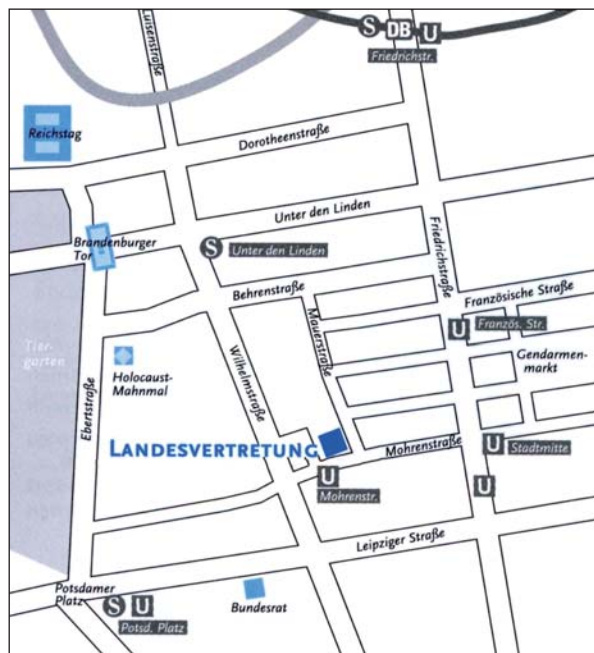 Luisenstraße
S DB U
Friedrichstr.
Reichstag
Dorotheenstraße
Unter den Linden
Brandenburger
Tor
S Unter den Linden
Friedrichstraße
Behrenstraße
Mauerstraße
Französische Straße
U Französ. Str.
Tier-
garten
Holocaust-
Mahnmal
Wilhelmstraße
Gendarmen-
markt
Ebertstraße
LANDESVERTRETUNG
Mohrenstraße
U Stadtmitte
U
Mohrenstr.
U
Leipziger Straße
Potsdamer
Platz
S U
Potsd. Platz
Bundesrat